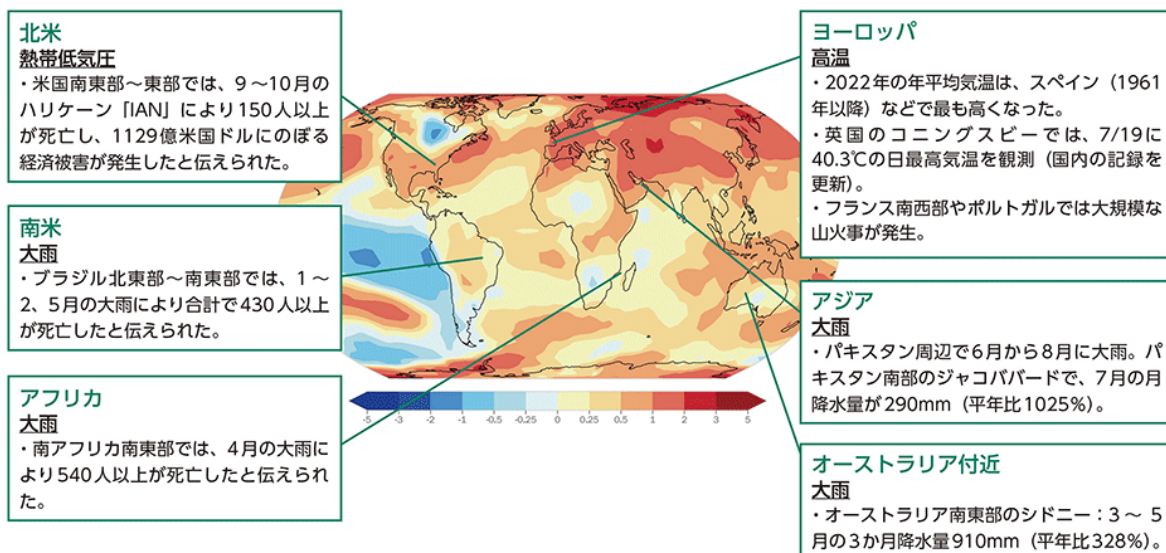 北米
熱帯低気圧
・米国南東部～東部では、9～10月の
ハリケーン「IAN」により150人以上
が死亡し、1129億米国ドルにのぼる
経済被害が発生したと伝えられた。
南米
大雨
・ブラジル北東部～南東部では、1～
2、5月の大雨により合計で430人以上
が死亡したと伝えられた。
アフリカ
大雨
・南アフリカ南東部では、4月の大雨に
より540人以上が死亡したと伝えられ
た。
-5 -3 -2 -1 -0.5 -0.25 0 0.25 0.5 1 2 3 5
ヨーロッパ
高温
・2022年の年平均気温は、スペイン（1961
年以降）などで最も高くなった。
・英国のコニングスビーでは、7/19に
40.3℃の日最高気温を観測（国内の記録を
更新）。
・フランス南西部やポルトガルでは大規模な
山火事が発生。
アジア
大雨
・パキスタン周辺で6月から8月に大雨。パ
キスタン南部のジャコババードで、7月の月
降水量が290mm（平年比1025%）。
オーストラリア付近
大雨
・オーストラリア南東部のシドニー：3～5
月の3か月降水量910mm（平年比328%）。